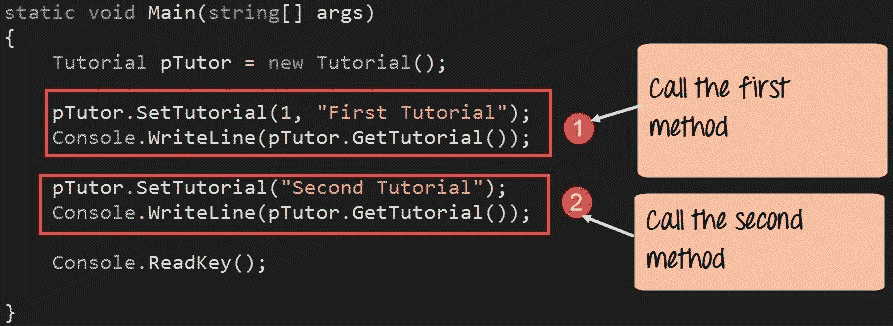 static void Main(string[] args)
{
Tutorial pTutor = new Tutorial();
pTutor.SetTutorial(1, "First Tutorial");
Console.WriteLine(pTutor.GetTutorial());
1
Call the first
method
pTutor.SetTutorial("Second Tutorial");
Console.WriteLine(pTutor.GetTutorial());
2
Call the second
method
Console.ReadKey();
}